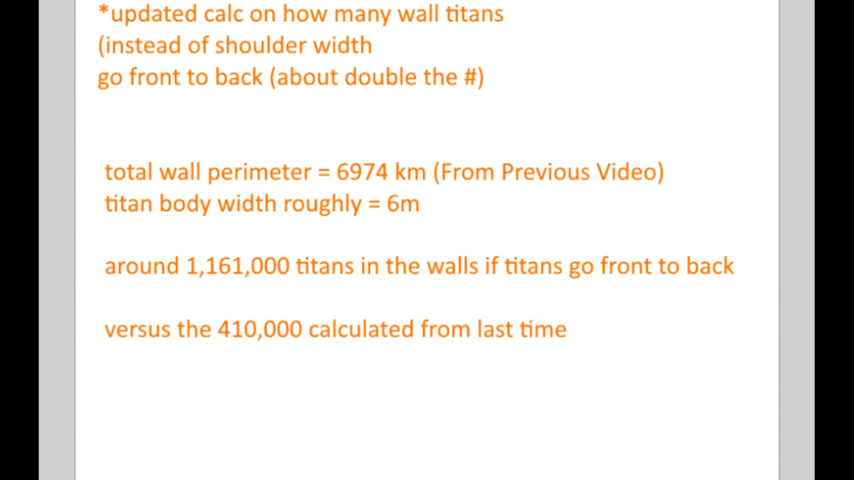 *updated calc on how many wall titans
(instead of shoulder width
go front to back (about double the #)
total wall perimeter = 6974 km (From Previous Video)
titan body width roughly = 6m
around 1,161,000 titans in the walls if titans go front to back
versus the 410,000 calculated from last time